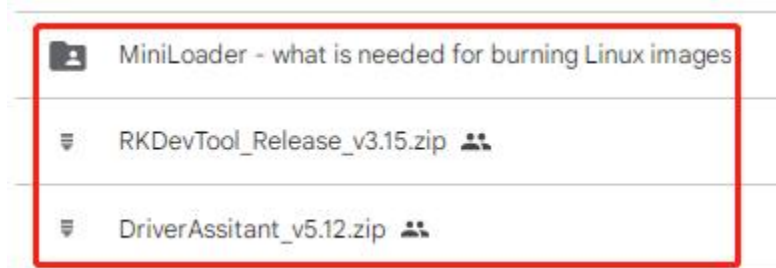 MiniLoader - what is needed for burning Linux images
RKDevTool_Release_v3.15.zip
DriverAssitant_v5.12.zip